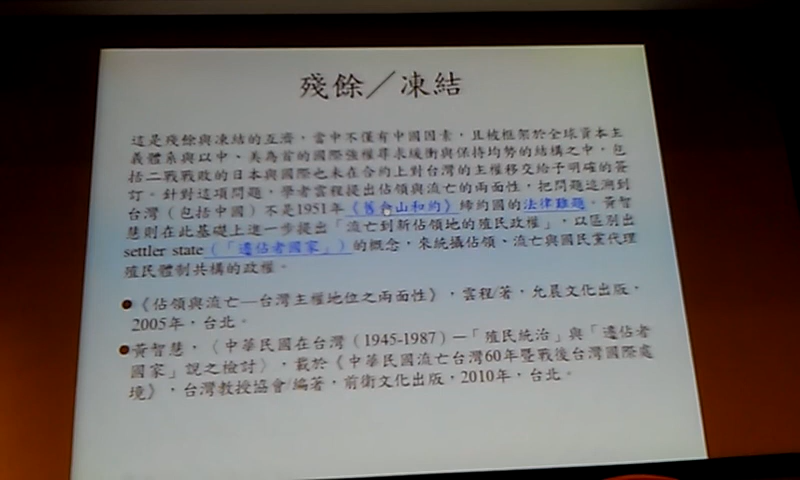 殘餘／凍結
這是殘餘與凍結的互濟，當中不僅有中國因素，且被框架於全球資本主
義體系與以中、美為首的國際強權尋求緩衝與保持均勢的結構之中，包
括二戰戰敗的日本與國際也未在合約上對台灣的主權移交給予明確的簽
訂。針對這項問題，學者雲程提出佔領與流亡的兩面性，把問題追溯到
台灣（包括中國）不是1951年《舊金山和約》締約國的法律難題。黃智
慧則在此基礎上進一步提出「流亡到新佔領地的殖民政權」，以區別出
settler state（「遷佔者國家」）的概念，來統攝佔領、流亡與國民黨代理
殖民體制共構的政權。
《佔領與流亡—台灣主權地位之兩面性》，雲程/著，允晨文化出版，
2005年，台北。
黃智慧，〈中華民國在台灣（1945-1987）—「殖民統治」與「遷佔者
國家」說之檢討〉，載於《中華民國流亡台灣60年暨戰後台灣國際處
境》，台灣教授協會/編著，前衛文化出版，2010年，台北。